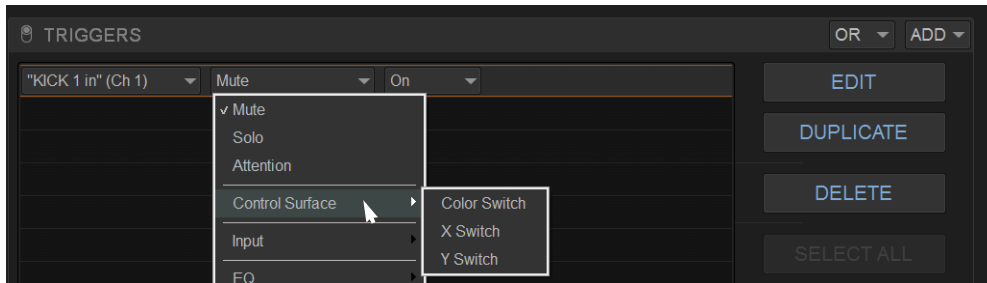 TRIGGERS
OR
ADD
"KICK 1 in" (Ch 1)
Mute
On
EDIT
Mute
Solo
DUPLICATE
Attention
Control Surface
Color Switch
DELETE
X Switch
Input
Y Switch
SELECT ALL
EQ